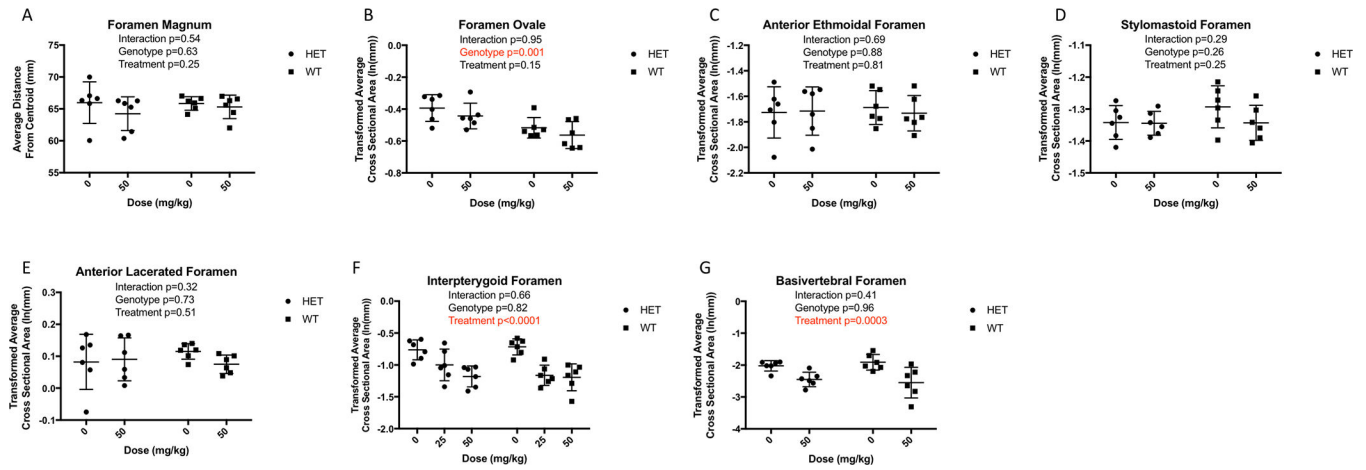 A
Foramen Magnum
Interaction p=0.54
Genotype p=0.63
Treatment p=0.25
HET
WT
Average Distance
From Centroid (mm)
70
65
60
55
0
50
0
50
Dose (mg/kg)
B
Foramen Ovale
Interaction p=0.95
Genotype p=0.001
Treatment p=0.15
HET
WT
Transformed Average
Cross Sectional Area (ln(mm))
0.0
-0.2
-0.4
-0.6
-0.8
0
50
0
50
Dose (mg/kg)
C
Anterior Ethmoidal Foramen
Interaction p=0.69
Genotype p=0.88
Treatment p=0.81
HET
WT
Transformed Average
Cross Sectional Area (ln(mm))
-1.2
-1.4
-1.6
-1.8
-2.0
-2.2
0
50
0
50
Dose (mg/kg)
D
Stylomastoid Foramen
Interaction p=0.29
Genotype p=0.26
Treatment p=0.25
HET
WT
Transformed Average
Cross Sectional Area (ln(mm))
-1.1
-1.2
-1.3
-1.4
-1.5
0
50
0
50
Dose (mg/kg)
E
Anterior Lacerated Foramen
Interaction p=0.32
Genotype p=0.73
Treatment p=0.51
HET
WT
Transformed Average
Cross Sectional Area (ln(mm))
0.3
0.2
0.1
0.0
-0.1
0
50
0
50
Dose (mg/kg)
F
Interpterygoid Foramen
Interaction p=0.66
Genotype p=0.82
Treatment p<0.0001
HET
WT
Transformed Average
Cross Sectional Area (ln(mm))
0.0
-0.5
-1.0
-1.5
-2.0
0
25
50
0
25
50
Dose (mg/kg)
G
Basivertebral Foramen
Interaction p=0.41
Genotype p=0.96
Treatment p=0.0003
HET
WT
Transformed Average
Cross Sectional Area (ln(mm))
0
-1
-2
-3
-4
0
50
0
50
Dose (mg/kg)